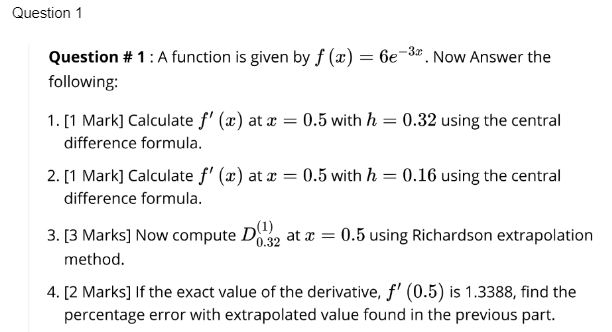 Question 1
Question # 1 : A function is given by f (x) = 6e^{-3x}. Now Answer the
following:
1. [1 Mark] Calculate f′ (x) at x = 0.5 with h = 0.32 using the central
difference formula.
2. [1 Mark] Calculate f′ (x) at x = 0.5 with h = 0.16 using the central
difference formula.
3. [3 Marks] Now compute D_{0.32}^{(1)} at x = 0.5 using Richardson extrapolation
method.
4. [2 Marks] If the exact value of the derivative, f′ (0.5) is 1.3388, find the
percentage error with extrapolated value found in the previous part.